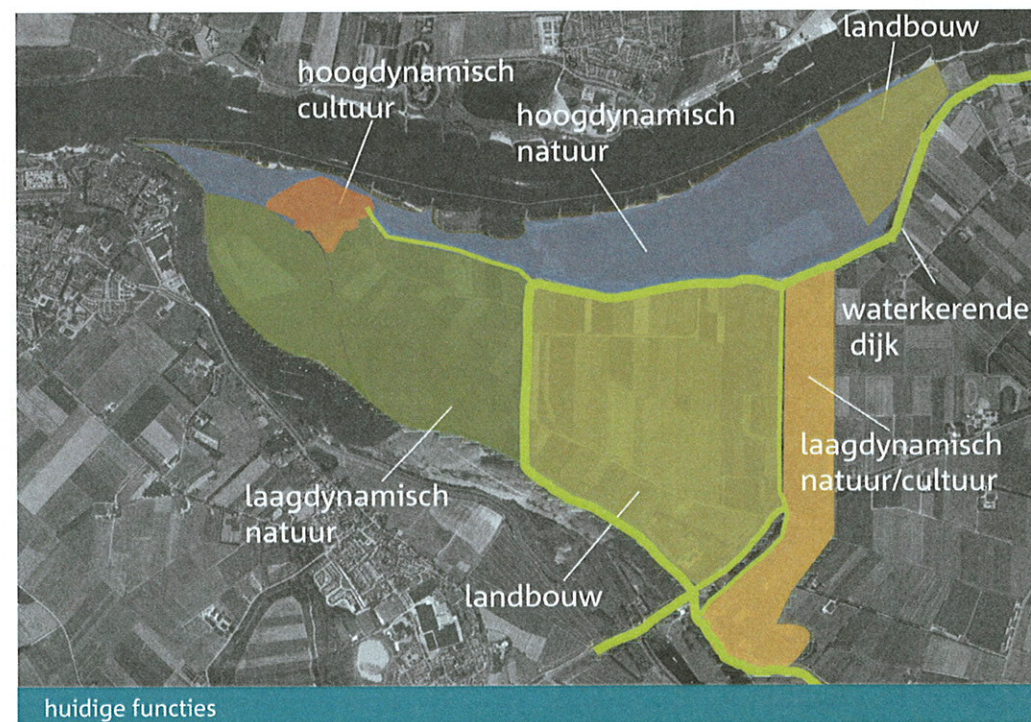 landbouw
hoogdynamisch
cultuur
hoogdynamisch
natuur
waterkerende
dijk
laagdynamisch
natuur/cultuur
laagdynamisch
natuur
landbouw
huidige functies